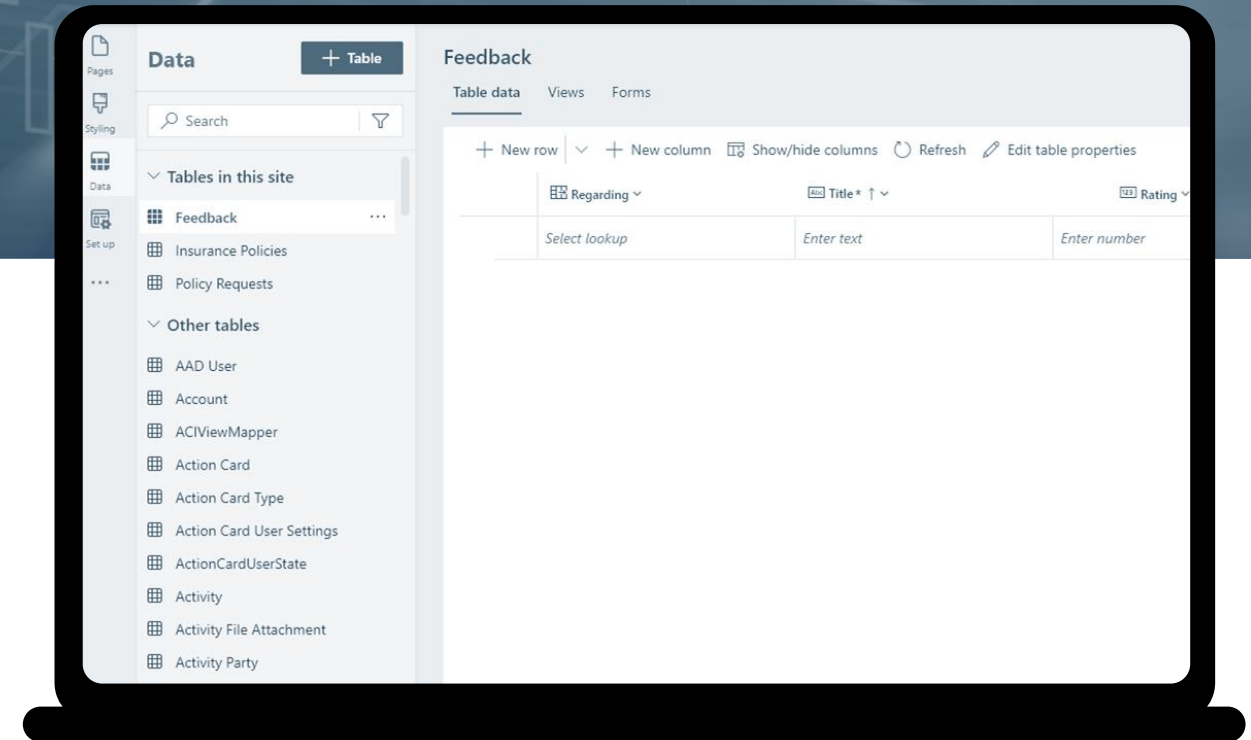 Pages
Styling
Data
Set up
Data
+ Table
Search
Tables in this site
Feedback
Insurance Policies
Policy Requests
Other tables
AAD User
Account
ACIViewMapper
Action Card
Action Card Type
Action Card User Settings
ActionCardUserState
Activity
Activity File Attachment
Activity Party
Feedback
Table data Views Forms
+ New row + New column Show/hide columns Refresh Edit table properties
Regarding Abc Title * ↑ 123 Rating
Select lookup Enter text Enter number